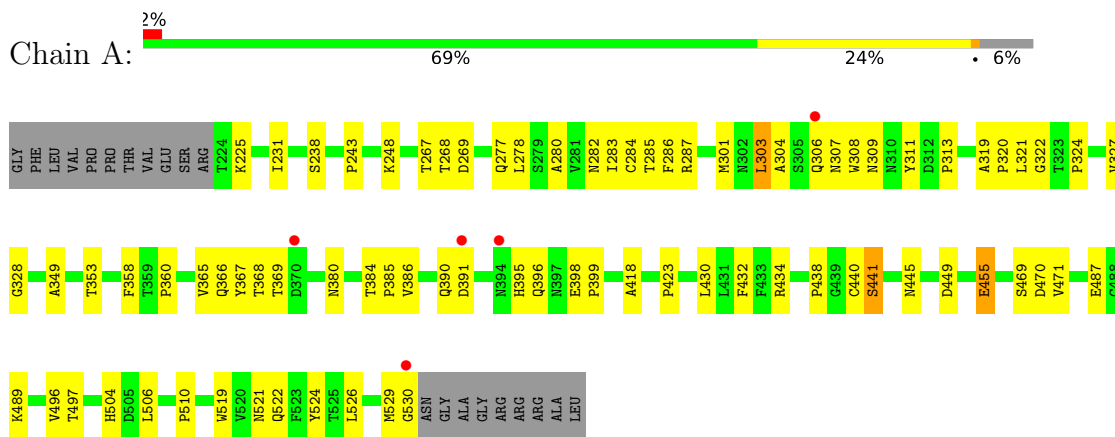 2%
Chain A:
69% 24% • 6%
GLY PHE LEU VAL PRO PRO THR VAL GLU SER ARG T224 K225 I231 S238 P243 K248 T267 T268 D269 Q277 L278 S279 A280 V281 N282 I283 C284 T285 F286 R287 M301 N302 L303 A304 S305 Q306 N307 W308 N309 N310 Y311 D312 P313 A319 P320 L321 G322 T323 P324 V327
G328 A349 T353 F358 T359 P360 V365 Q366 Y367 T368 T369 D370 N380 T384 P385 V386 Q390 D391 N394 H395 Q396 N397 E398 P399 A418 P423 L430 L431 F432 F433 R434 P438 G439 C440 S441 N445 D449 E455 S469 D470 V471 E487 C488
K489 V496 T497 H504 D505 L506 P510 W519 V520 N521 Q522 F523 Y524 T525 L526 M529 G530 ASN GLY ALA GLY ARG ARG ARG ALA LEU